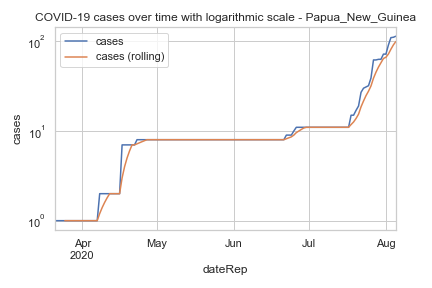 COVID-19 cases over time with logarithmic scale - Papua_New_Guinea
cases
cases (rolling)
10²
10¹
10⁰
cases
Apr
2020
May
Jun
Jul
Aug
dateRep